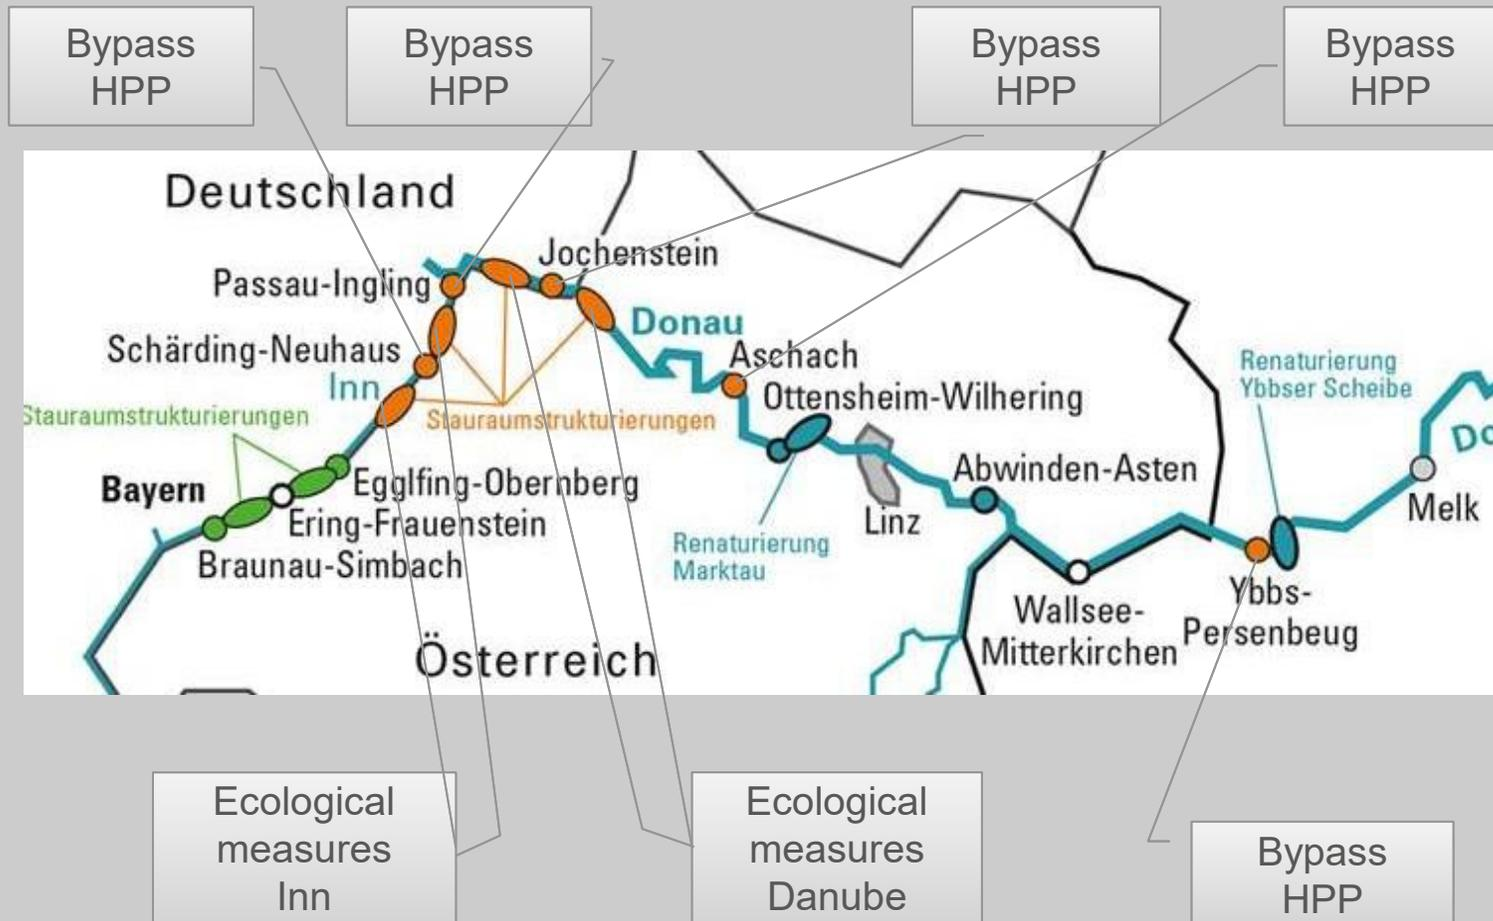 Bypass
HPP
Bypass
HPP
Bypass
HPP
Bypass
HPP
Deutschland
Jochenstein
Passau-Ingling
Donau
Schärding-Neuhaus
Aschach
Inn
Renaturierung
Ybbser Scheibe
Ottensheim-Wilhering
Stauraumstrukturierungen
Stauraumstrukturierungen
Do
Abwinden-Asten
Egglfing-Obernberg
Bayern
Melk
Ering-Frauenstein
Linz
Renaturierung
Marktau
Braunau-Simbach
Ybbs-
Persenbeug
Wallsee-
Mitterkirchen
Österreich
Ecological
measures
Inn
Ecological
measures
Danube
Bypass
HPP